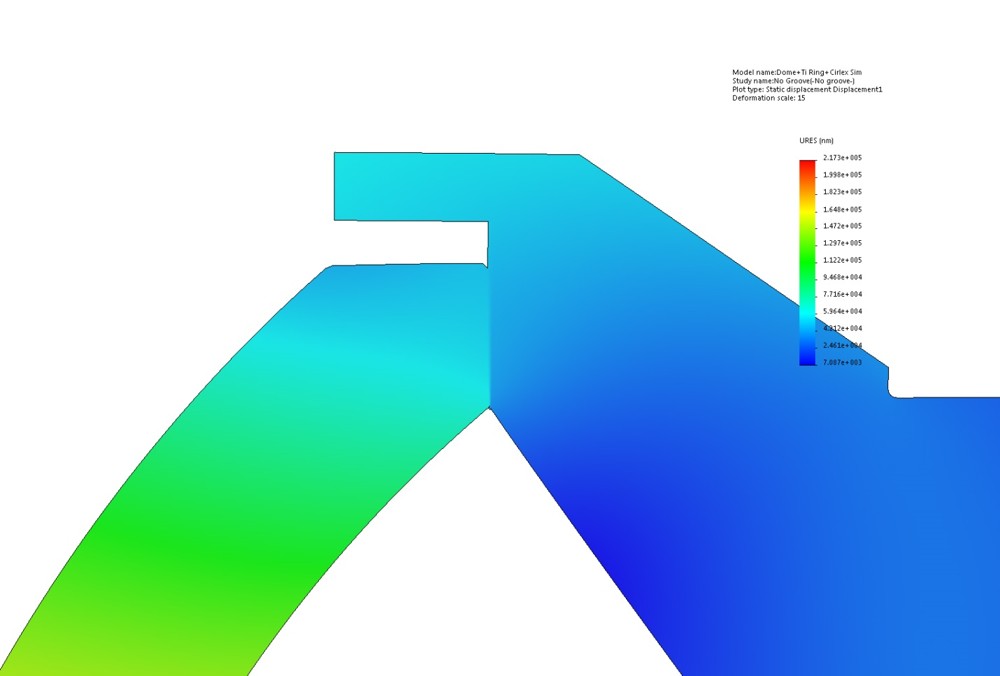 Model name:Dome+Ti Ring+Cirlex Sim
Study name:No Groove(-No groove-)
Plot type: Static displacement Displacement1
Deformation scale: 15
URES (nm)
2.173e+005
1.998e+005
1.823e+005
1.648e+005
1.472e+005
1.297e+005
1.122e+005
9.468e+004
7.716e+004
5.964e+004
4.212e+004
2.461e+004
7.087e+003